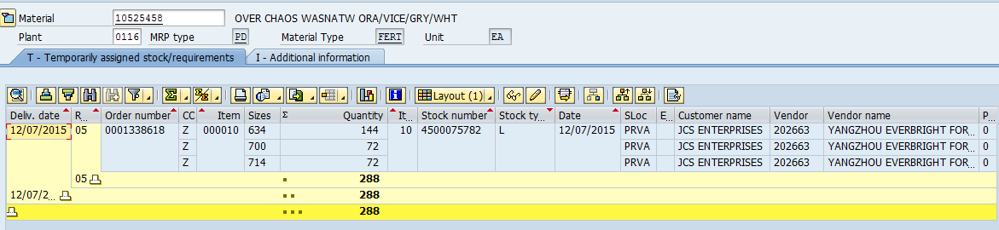 Material 10525458 OVER CHAOS WASNATW ORA/VICE/GRY/WHT
Plant 0116 MRP type PD Material Type FERT Unit EA
T - Temporarily assigned stock/requirements I - Additional information
Layout (1)
Deliv. date R... Order number CC Item Sizes Σ Quantity It... Stock number Stock ty... Date SLoc E... Customer name Vendor Vendor name P...
12/07/2015 05 0001338618 Z 000010 634 144 10 4500075782 L 12/07/2015 PRVA JCS ENTERPRISES 202663 YANGZHOU EVERBRIGHT FOR... 0
Z 700 72 PRVA JCS ENTERPRISES 202663 YANGZHOU EVERBRIGHT FOR... 0
Z 714 72 PRVA JCS ENTERPRISES 202663 YANGZHOU EVERBRIGHT FOR... 0
05 288
12/07/2... 288
288